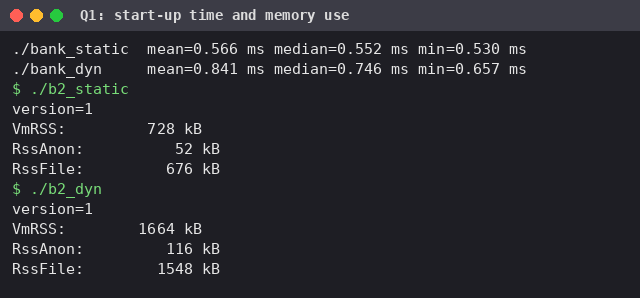 Q1: start-up time and memory use
./bank_static  mean=0.566 ms median=0.552 ms min=0.530 ms
./bank_dyn     mean=0.841 ms median=0.746 ms min=0.657 ms
$ ./b2_static
version=1
VmRSS:         728 kB
RssAnon:          52 kB
RssFile:         676 kB
$ ./b2_dyn
version=1
VmRSS:        1664 kB
RssAnon:         116 kB
RssFile:        1548 kB